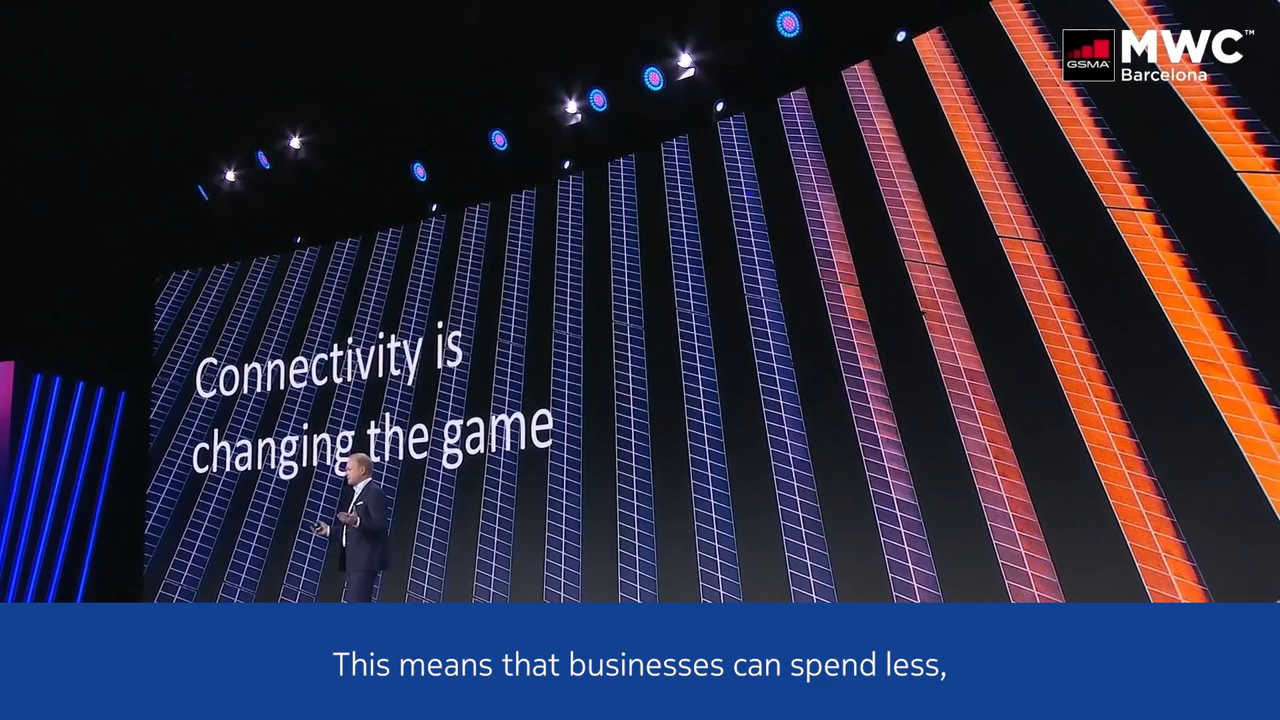 GSMA
MWC™
Barcelona
Connectivity is
changing the game
This means that businesses can spend less,